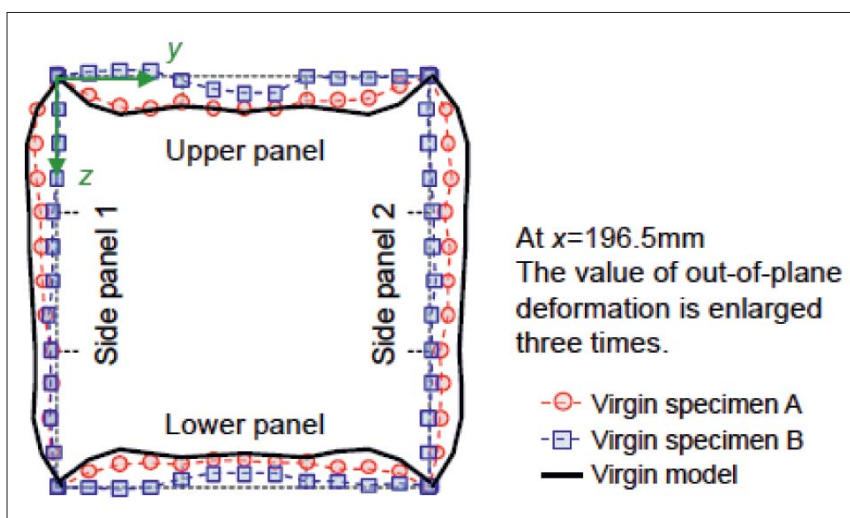 y
Upper panel
z
Side panel 1
Side panel 2
At x=196.5mm
The value of out-of-plane
deformation is enlarged
three times.
Lower panel
Virgin specimen A
Virgin specimen B
Virgin model